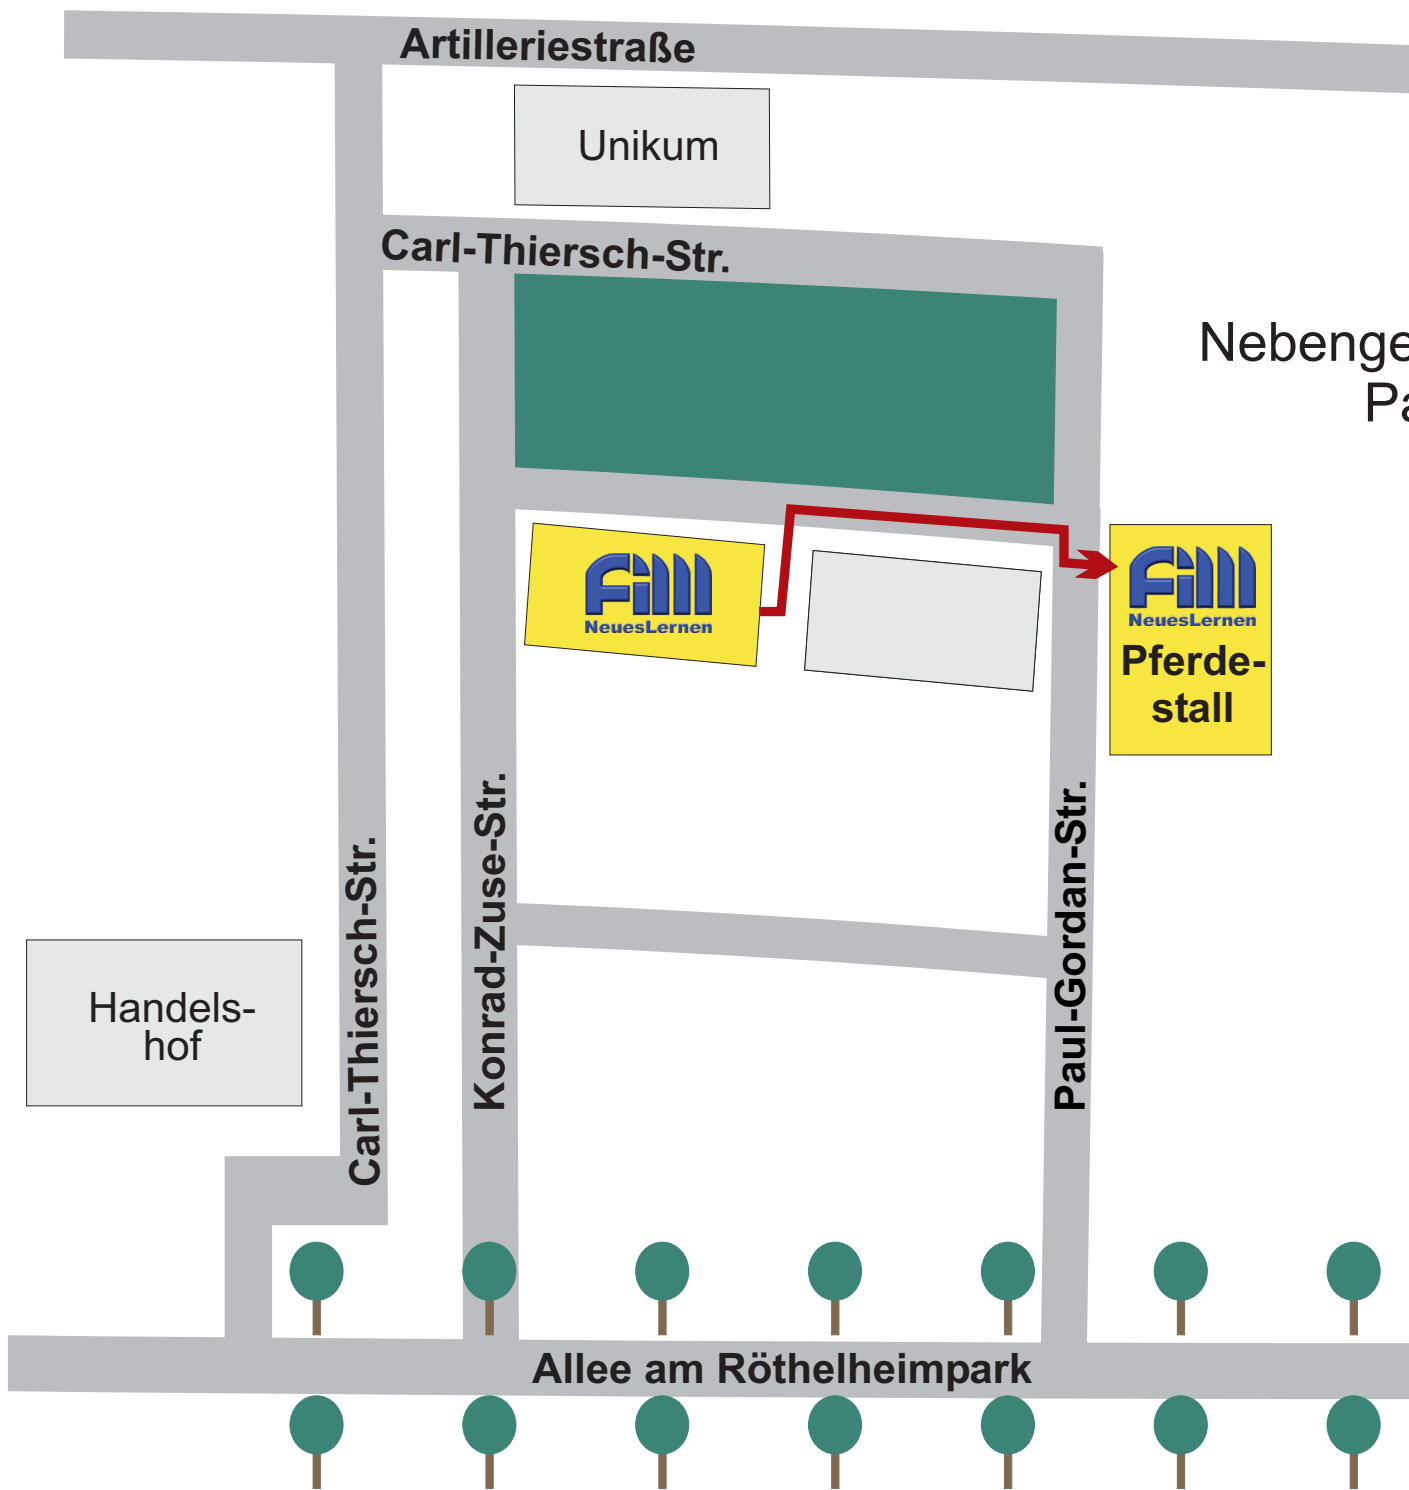 Artilleriestraße
Unikum
Carl-Thiersch-Str.
Nebenge
Pa
Fill
NeuesLernen
Fill
NeuesLernen
Pferde-
stall
Carl-Thiersch-Str.
Konrad-Zuse-Str.
Paul-Gordan-Str.
Handels-
hof
Allee am Röthelheimpark